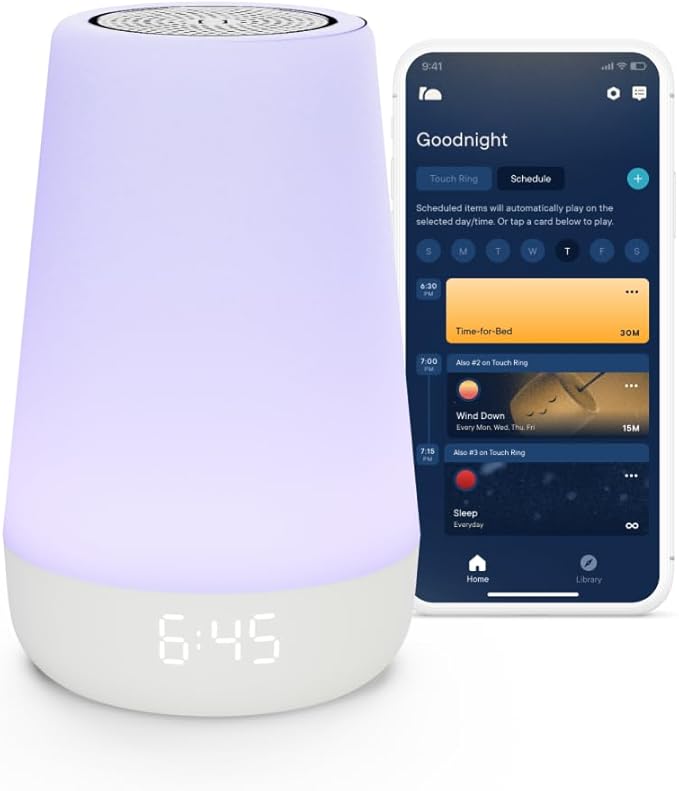 9:41
Goodnight
Touch Ring
Schedule
+
Scheduled items will automatically play on the
selected day/time. Or tap a card below to play.
S M T W T F S
6:30
PM
Time-for-Bed
30M
7:00
PM
Also #2 on Touch Ring
Wind Down
Every Mon, Wed, Thu, Fri
15M
7:15
PM
Also #3 on Touch Ring
Sleep
Everyday
∞
Home
Library
6:45